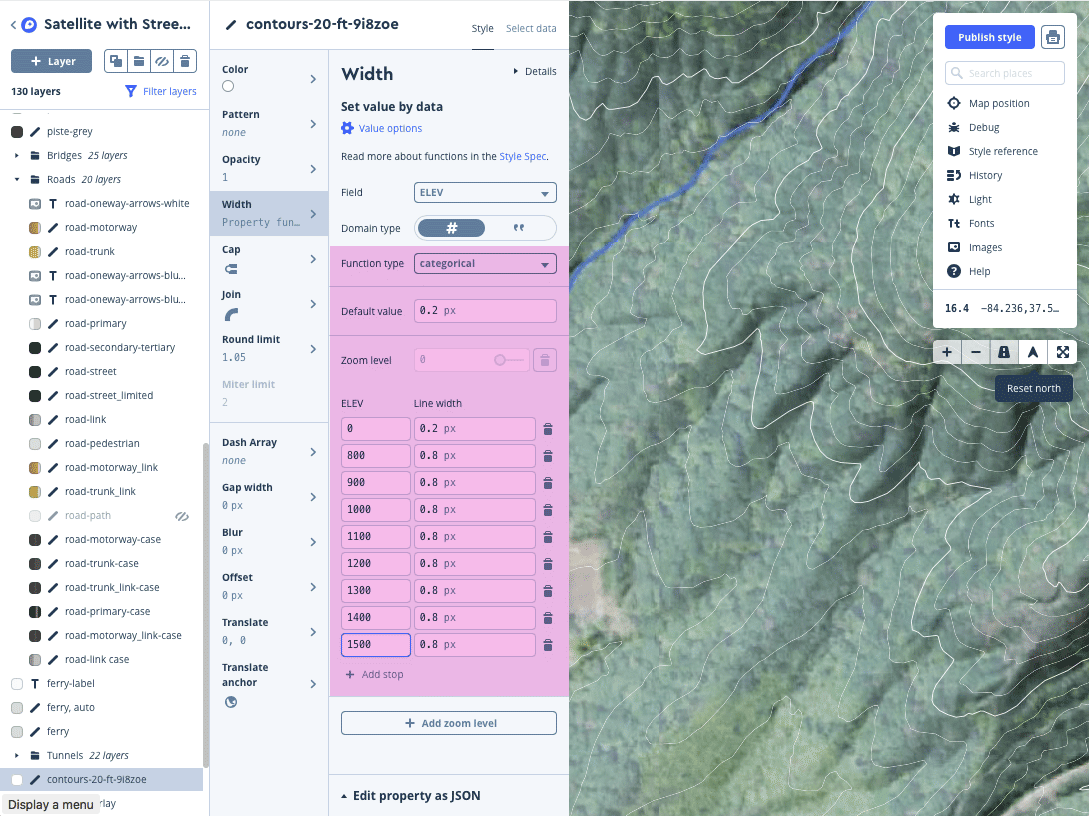 Satellite with Stree...
+ Layer
130 layers
Filter layers
piste-grey
Bridges 25 layers
Roads 20 layers
T road-oneway-arrows-white
road-motorway
road-trunk
T road-oneway-arrows-blu...
T road-oneway-arrows-blu...
road-primary
road-secondary-tertiary
road-street
road-street_limited
road-link
road-pedestrian
road-motorway_link
road-trunk_link
road-path
road-motorway-case
road-trunk-case
road-trunk_link-case
road-primary-case
road-motorway_link-case
road-link case
T ferry-label
ferry, auto
ferry
Tunnels 22 layers
contours-20-ft-9i8zoe
Display a menu
rlay
contours-20-ft-9i8zoe
Style
Select data
Color
Pattern
none
Opacity
1
Width
Property fun...
Cap
Join
Round limit
1.05
Miter limit
2
Dash Array
none
Gap width
0 px
Blur
0 px
Offset
0 px
Translate
0, 0
Translate
anchor
Width
Details
Set value by data
Value options
Read more about functions in the Style Spec.
Field ELEV
Domain type # "
Function type categorical
Default value 0.2 px
Zoom level 0
ELEV Line width
0 0.2 px
800 0.8 px
900 0.8 px
1000 0.8 px
1100 0.8 px
1200 0.8 px
1300 0.8 px
1400 0.8 px
1500 0.8 px
+ Add stop
+ Add zoom level
Edit property as JSON
Publish style
Search places
Map position
Debug
Style reference
History
Light
Tt Fonts
Images
? Help
16.4 -84.236,37.5...
+ −
Reset north